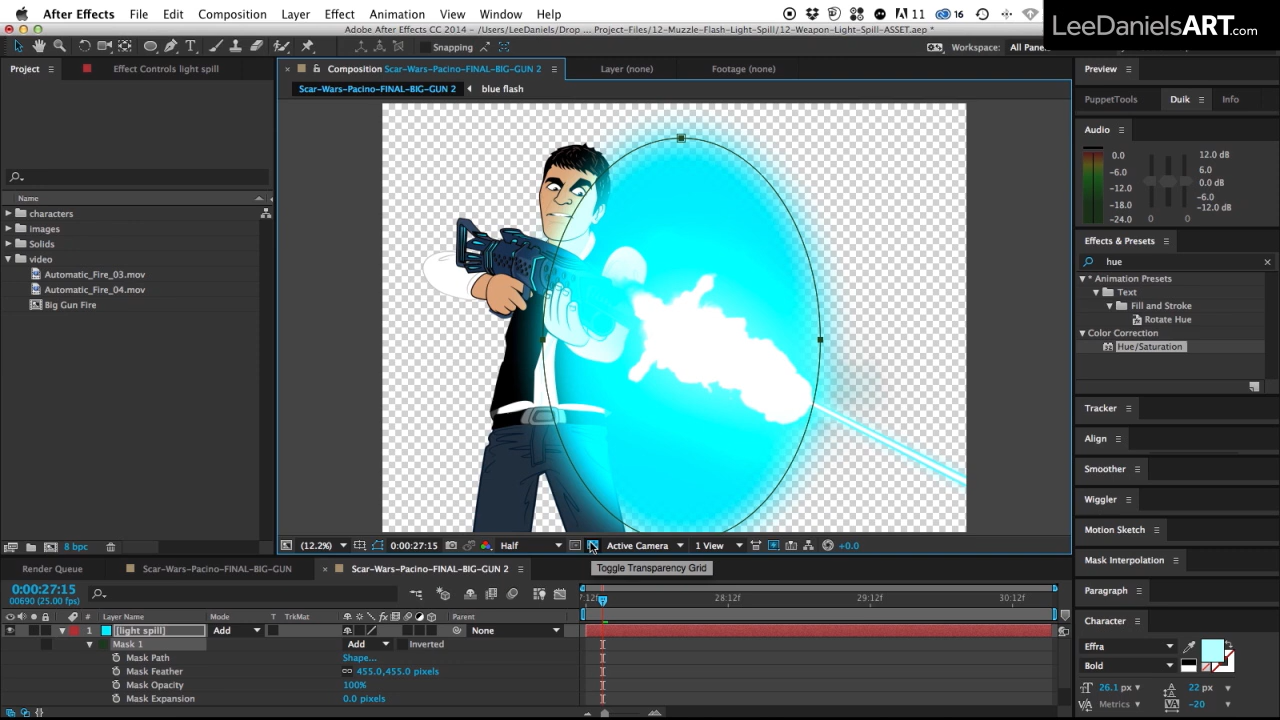 After Effects File Edit Composition Layer Effect Animation View Window Help 11 16
LeeDanielsART.com
Adobe After Effects CC 2014 - /Users/LeeDaniels/Drop ... Project-Files/12-Muzzle-Flash-Light-Spill/12-Weapon-Light-Spill-ASSET.aep *
Snapping Workspace: All Panels
Project Effect Controls light spill
Composition Scar-Wars-Pacino-FINAL-BIG-GUN 2 Layer (none) Footage (none)
Scar-Wars-Pacino-FINAL-BIG-GUN 2 blue flash
Name
characters
images
Solids
video
Automatic_Fire_03.mov
Automatic_Fire_04.mov
Big Gun Fire
8 bpc
(12.2%) 0:00:27:15 Half Active Camera 1 View +0.0
Toggle Transparency Grid
Preview
PuppetTools Duik Info
Audio
0.0 12.0 dB
-6.0 6.0
-12.0 0.0 dB
-18.0 -6.0
-24.0 0 0 -12.0 dB
Effects & Presets
hue
* Animation Presets
Text
Fill and Stroke
Rotate Hue
Color Correction
Hue/Saturation
Tracker
Align
Smoother
Wiggler
Motion Sketch
Mask Interpolation
Paragraph
Character
Effra
Bold
26.1 px 22 px
Metrics -20
Render Queue Scar-Wars-Pacino-FINAL-BIG-GUN Scar-Wars-Pacino-FINAL-BIG-GUN 2
0:00:27:15
00690 (25.00 fps)
7:12f 28:12f 29:12f 30:12f
# Layer Name Mode T TrkMat Parent
1 [light spill] Add None
Mask 1 Add Inverted
Mask Path Shape...
Mask Feather 455.0,455.0 pixels
Mask Opacity 100%
Mask Expansion 0.0 pixels